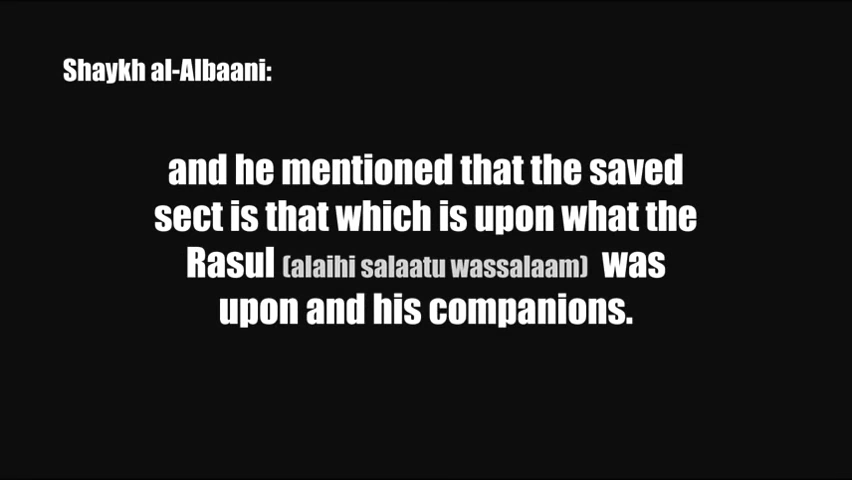 Shaykh al-Albaani:
and he mentioned that the saved
sect is that which is upon what the
Rasul (alaihi salaatu wassalaam) was
upon and his companions.